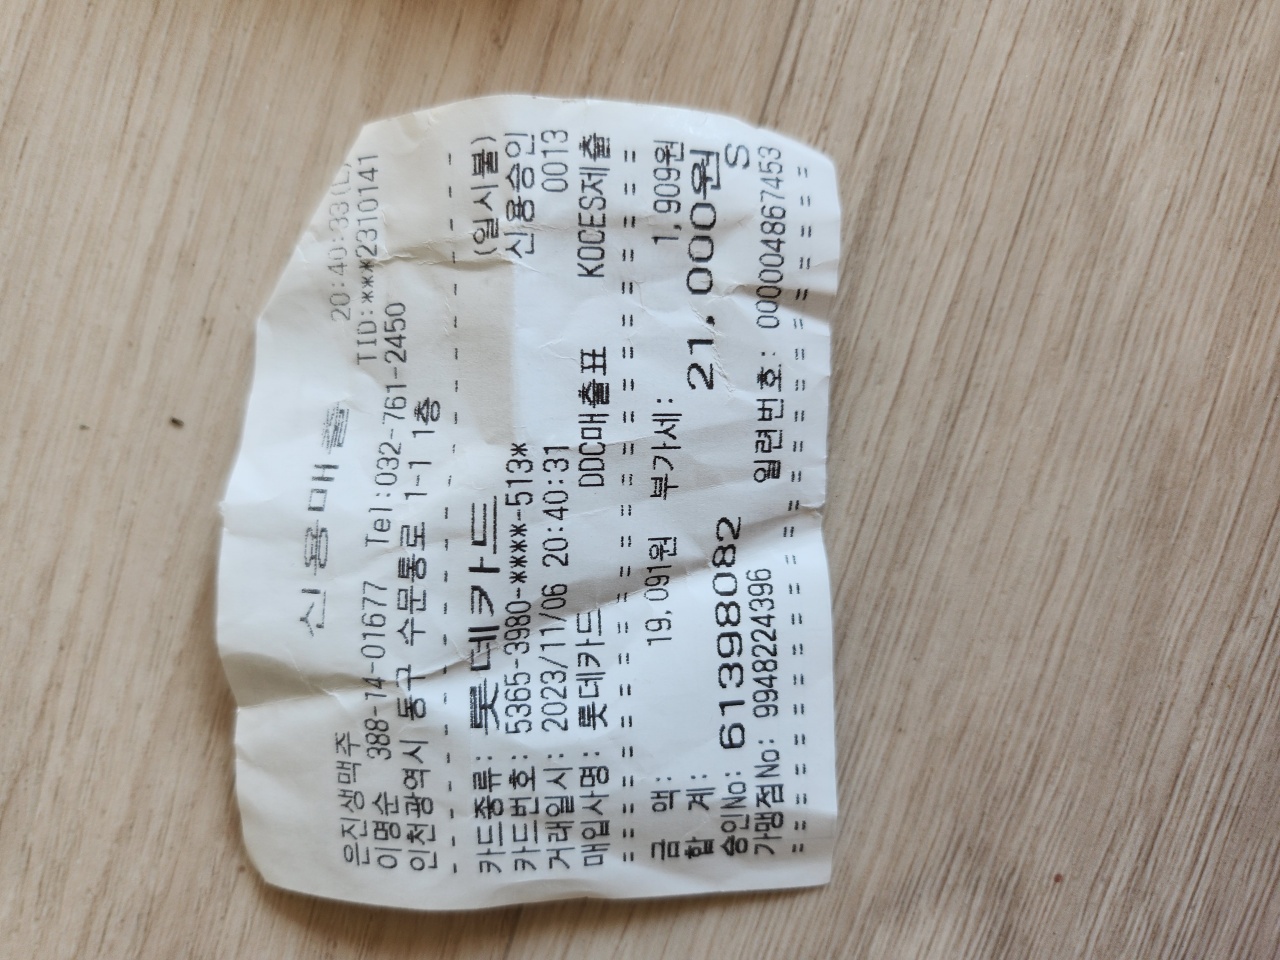 신용매출
은진생맥주 20:40:33(L)
이명순 388-14-01677 Tel:032-761-2450 TID:***2310141
인천광역시 동구 수문통로 1-1 1층
- - - - - - - - - - - - - - - - - - - -
카드종류: 롯데카드 (일시불)
카드번호: 5365-3980-****-513* 신용승인
거래일시: 2023/11/06 20:40:31 0013
매입사명: 롯데카드 DDC매출표 KOCES제출
= = = = = = = = = = = = = = = = = = = =
금 액: 19,091원 부가세: 1,909원
합 계: 21.000원
승인No: 61398082 S
가맹점No: 9948224396 일련번호: 000004867453
= = = = = = = = = = = = = = = = = = = =